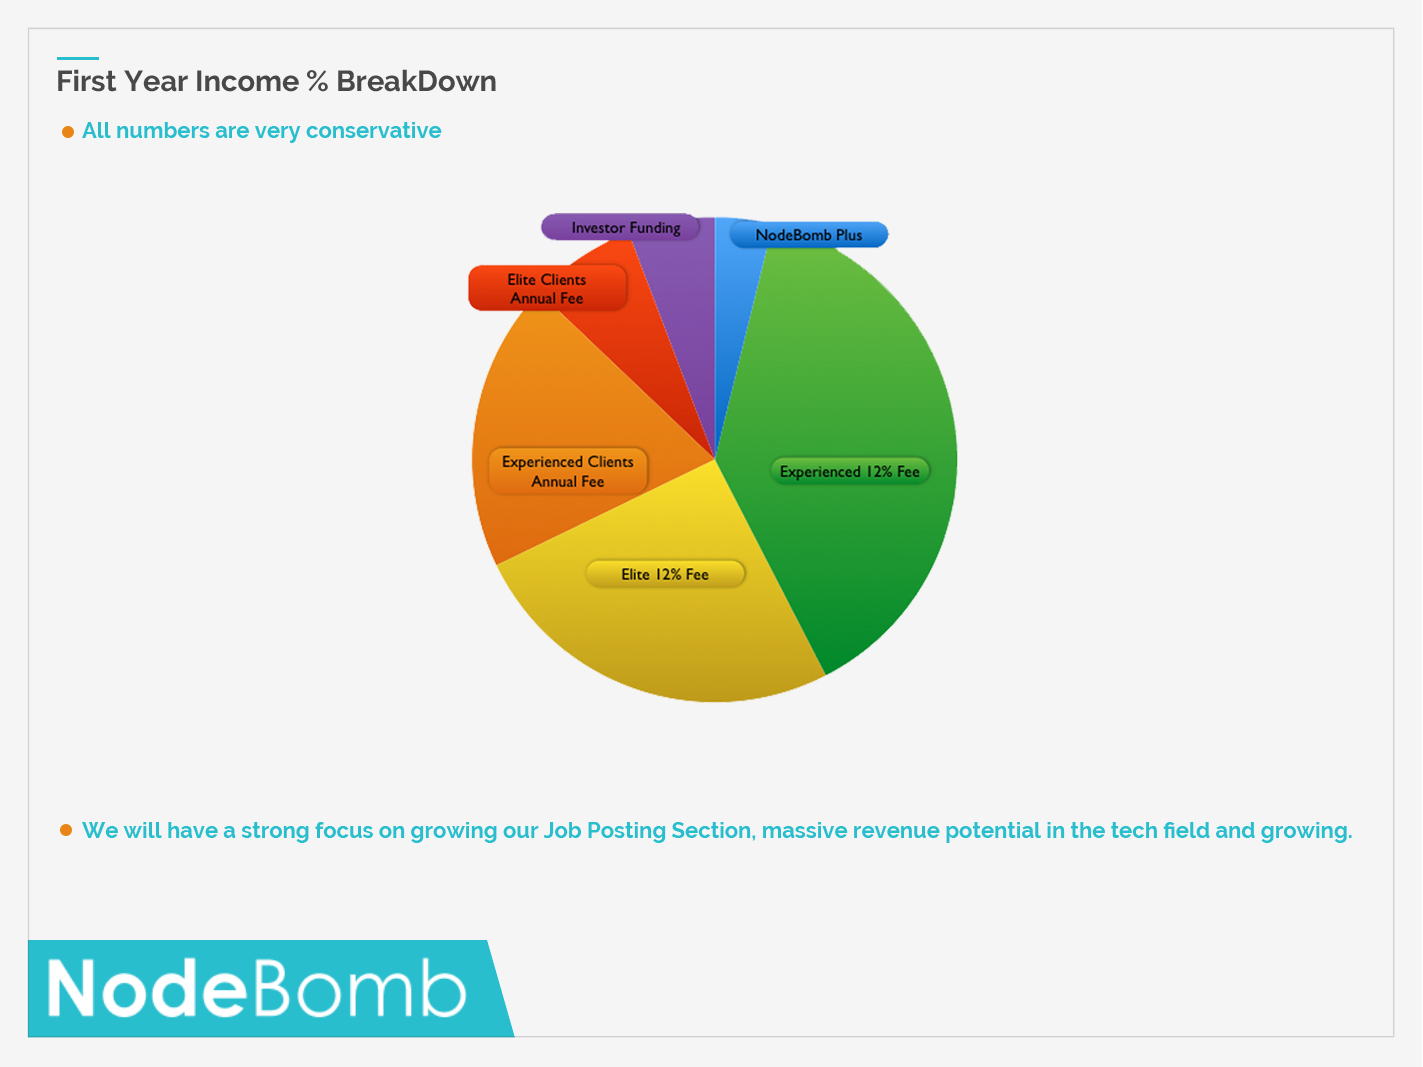 First Year Income % BreakDown
All numbers are very conservative
Investor Funding
NodeBomb Plus
Elite Clients
Annual Fee
Experienced Clients
Annual Fee
Experienced 12% Fee
Elite 12% Fee
We will have a strong focus on growing our Job Posting Section, massive revenue potential in the tech field and growing.
NodeBomb